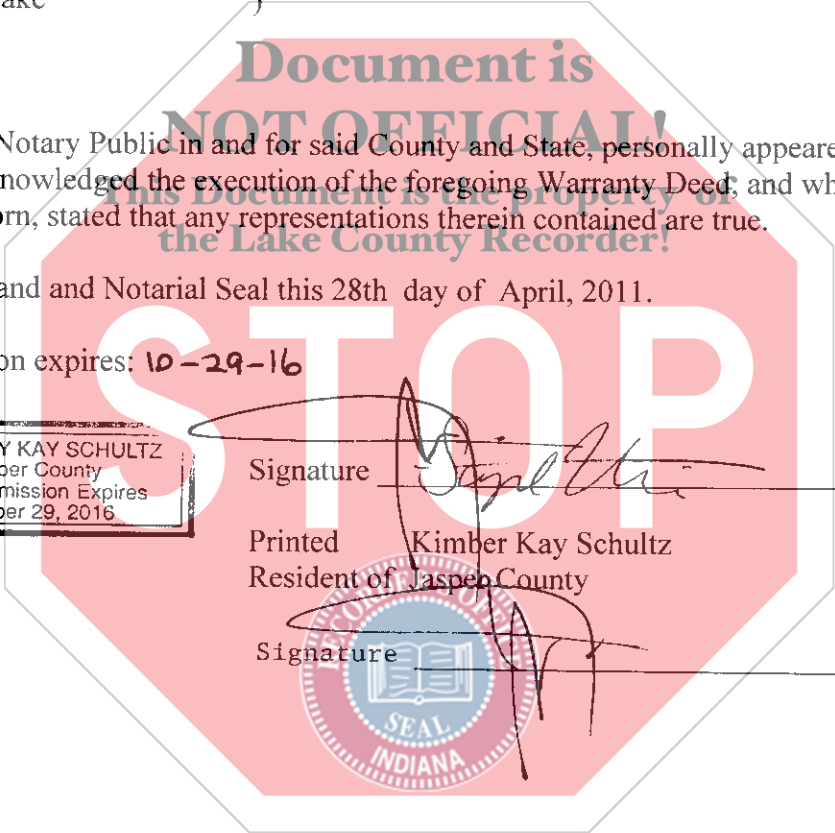 ake )
Document is
NOT OFFICIAL!
Notary Public in and for said County and State, personally appeare
nowledged the execution of the foregoing Warranty Deed, and wh
This Document is the property of
orn, stated that any representations therein contained are true.
the Lake County Recorder!
and and Notarial Seal this 28th day of April, 2011.
STOP
on expires: 10-29-16
Y KAY SCHULTZ
per County
mission Expires
ber 29, 2016
Signature
Printed Kimber Kay Schultz
Resident of Jasper County
Signature
SEAL
INDIANA